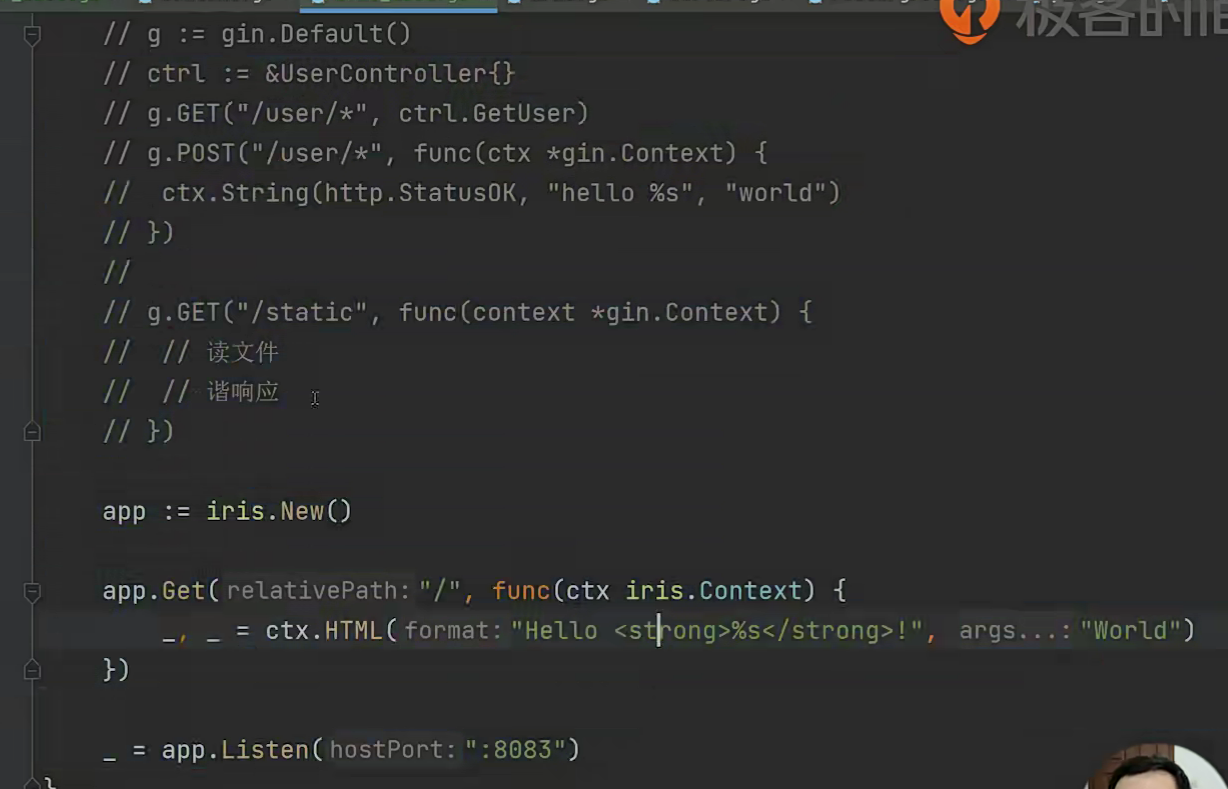 极客时间
// g := gin.Default()
// ctrl := &UserController{}
// g.GET("/user/*", ctrl.GetUser)
// g.POST("/user/*", func(ctx *gin.Context) {
//  ctx.String(http.StatusOK, "hello %s", "world")
// })
//
// g.GET("/static", func(context *gin.Context) {
//  // 读文件
//  // 谐响应
// })
app := iris.New()
app.Get( relativePath: "/", func(ctx iris.Context) {
_, _ = ctx.HTML( format: "Hello <strong>%s</strong>!", args...: "World")
})
_ = app.Listen( hostPort: ":8083")
}